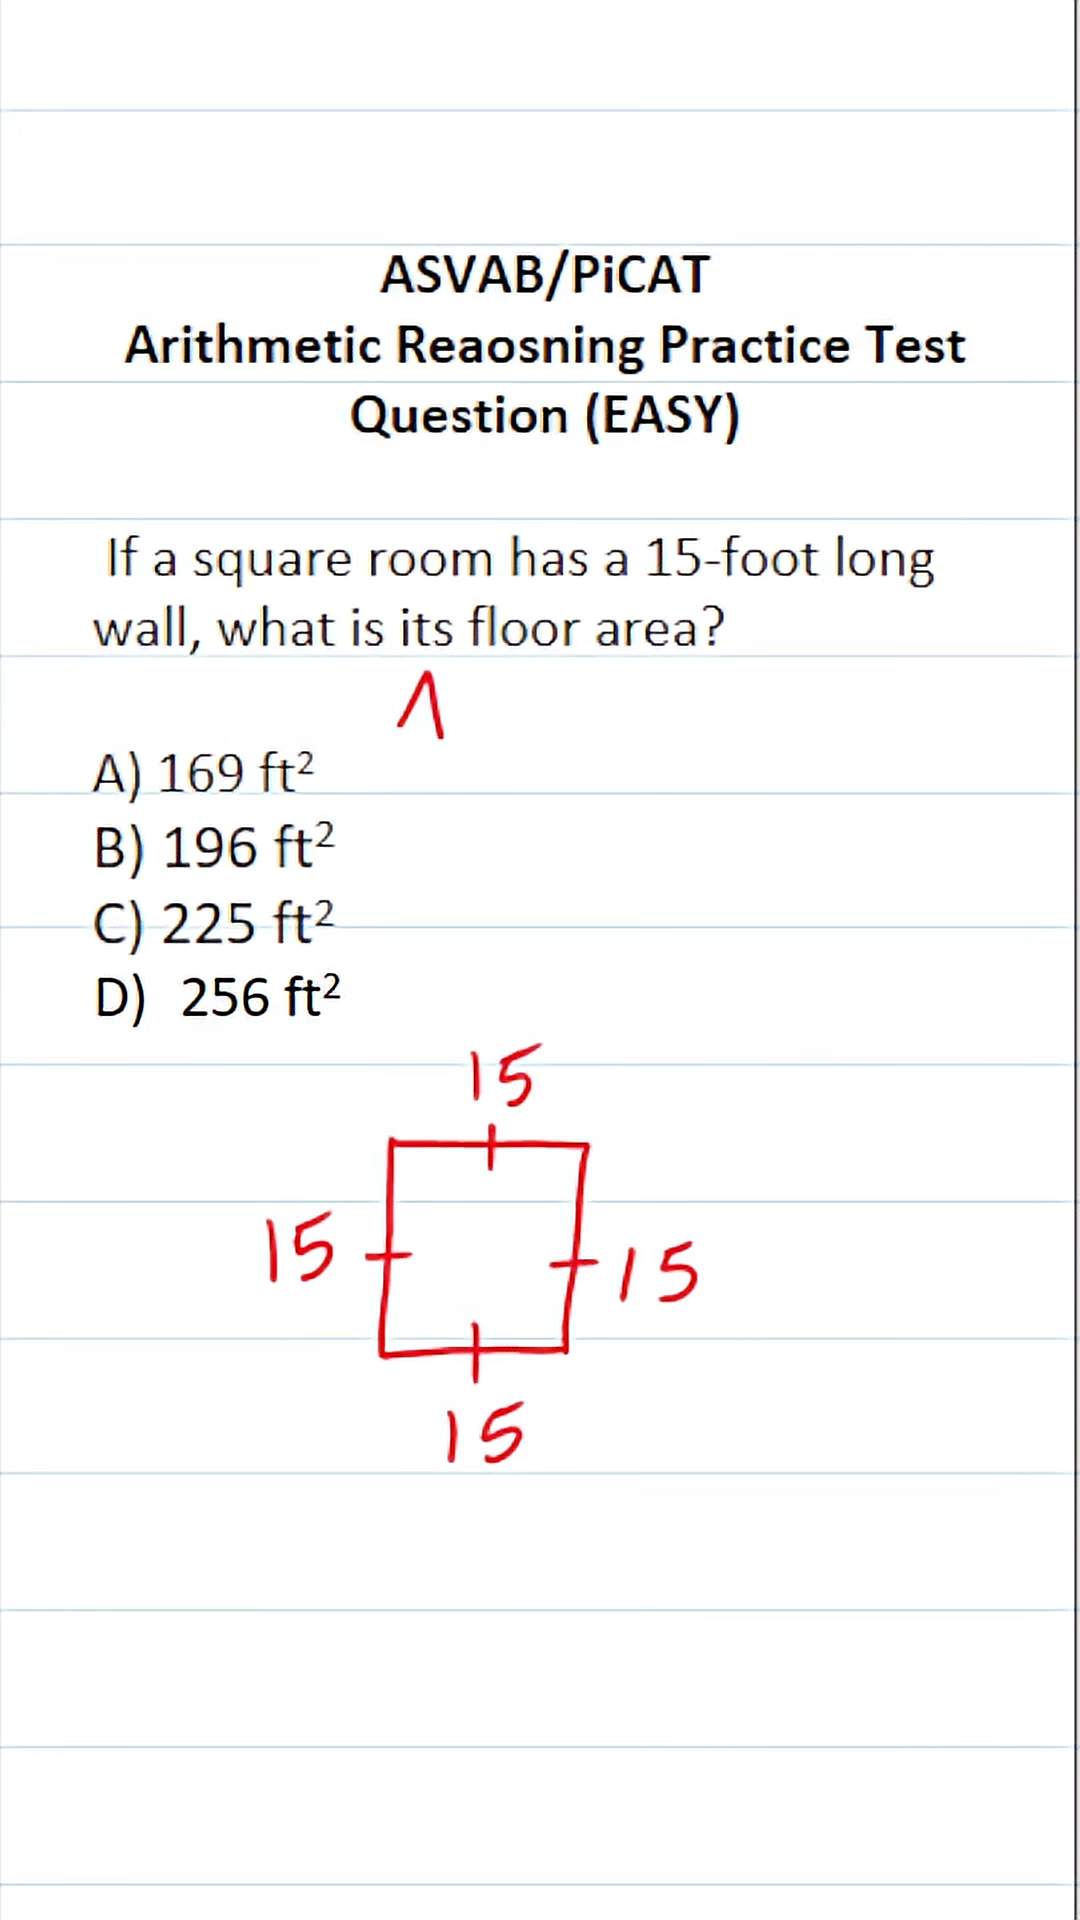 ASVAB/PiCAT
Arithmetic Reaosning Practice Test
Question (EASY)
If a square room has a 15-foot long
wall, what is its floor area?
A) 169 ft²
B) 196 ft²
C) 225 ft²
D) 256 ft²
15
15 15
15